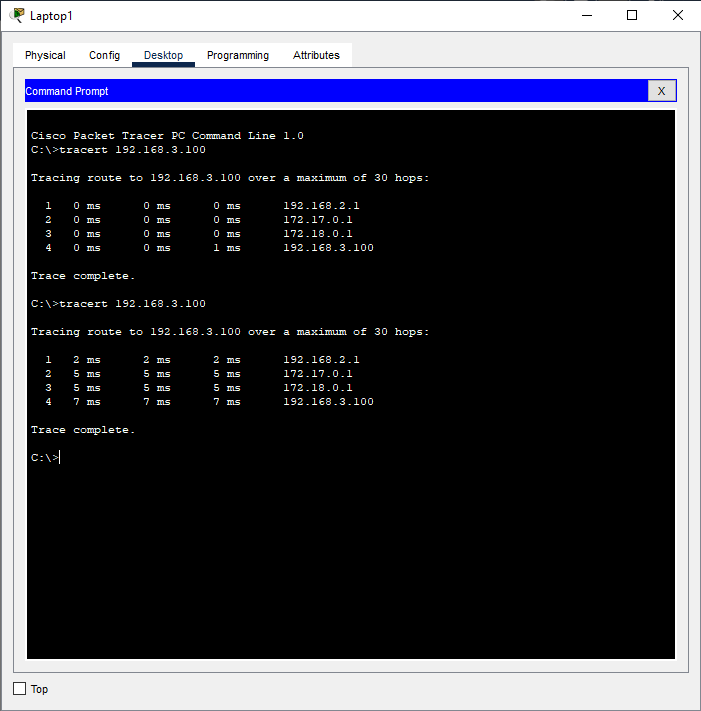 Laptop1
Physical Config Desktop Programming Attributes
Command Prompt X
Cisco Packet Tracer PC Command Line 1.0
C:\>tracert 192.168.3.100
Tracing route to 192.168.3.100 over a maximum of 30 hops:
1 0 ms 0 ms 0 ms 192.168.2.1
2 0 ms 0 ms 0 ms 172.17.0.1
3 0 ms 0 ms 0 ms 172.18.0.1
4 0 ms 0 ms 1 ms 192.168.3.100
Trace complete.
C:\>tracert 192.168.3.100
Tracing route to 192.168.3.100 over a maximum of 30 hops:
1 2 ms 2 ms 2 ms 192.168.2.1
2 5 ms 5 ms 5 ms 172.17.0.1
3 5 ms 5 ms 5 ms 172.18.0.1
4 7 ms 7 ms 7 ms 192.168.3.100
Trace complete.
C:\>
Top